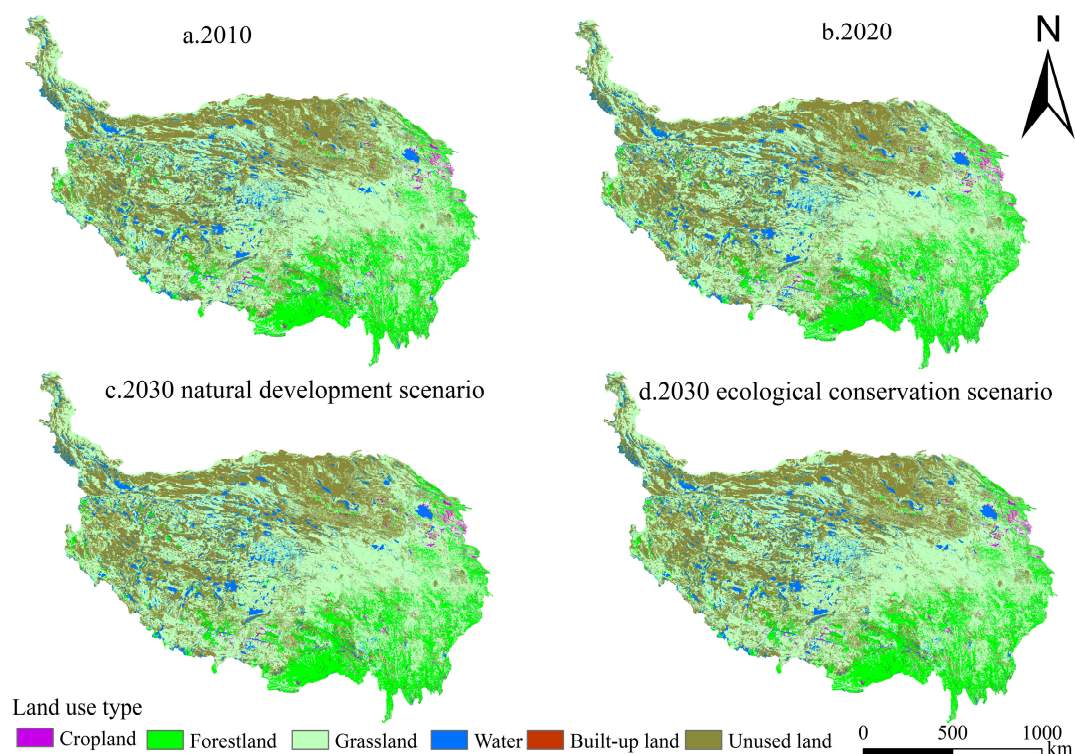 a.2010
b.2020
N
c.2030 natural development scenario
d.2030 ecological conservation scenario
Land use type
Cropland
Forestland
Grassland
Water
Built-up land
Unused land
0 500 1000
km